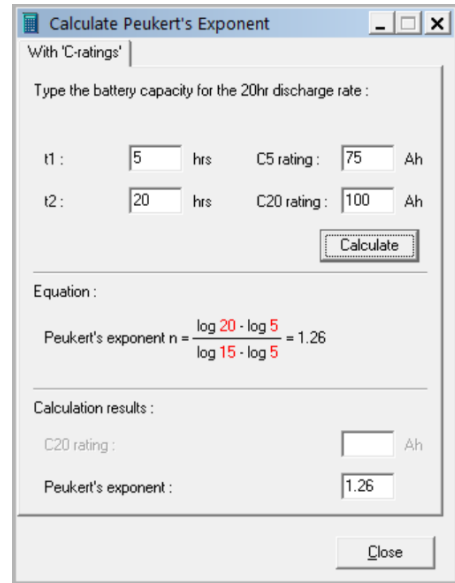 Calculate Peukert's Exponent
With 'C-ratings'
Type the battery capacity for the 20hr discharge rate :
t1 : 5 hrs C5 rating : 75 Ah
t2 : 20 hrs C20 rating : 100 Ah
Calculate
Equation :
log 20 - log 5
Peukert's exponent n = = 1.26
log 15 - log 5
Calculation results :
C20 rating : Ah
Peukert's exponent : 1.26
Close